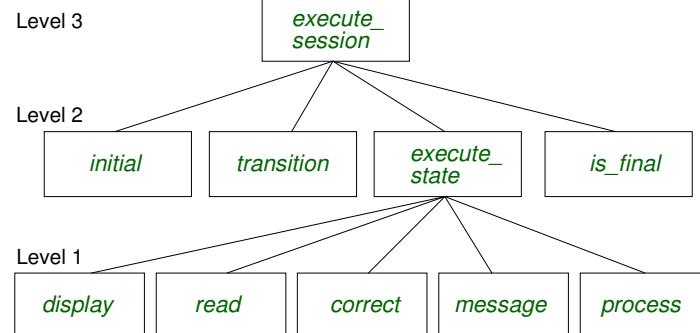 Level 3
execute_
session
Level 2
initial
transition
execute_
state
is_final
Level 1
display
read
correct
message
process